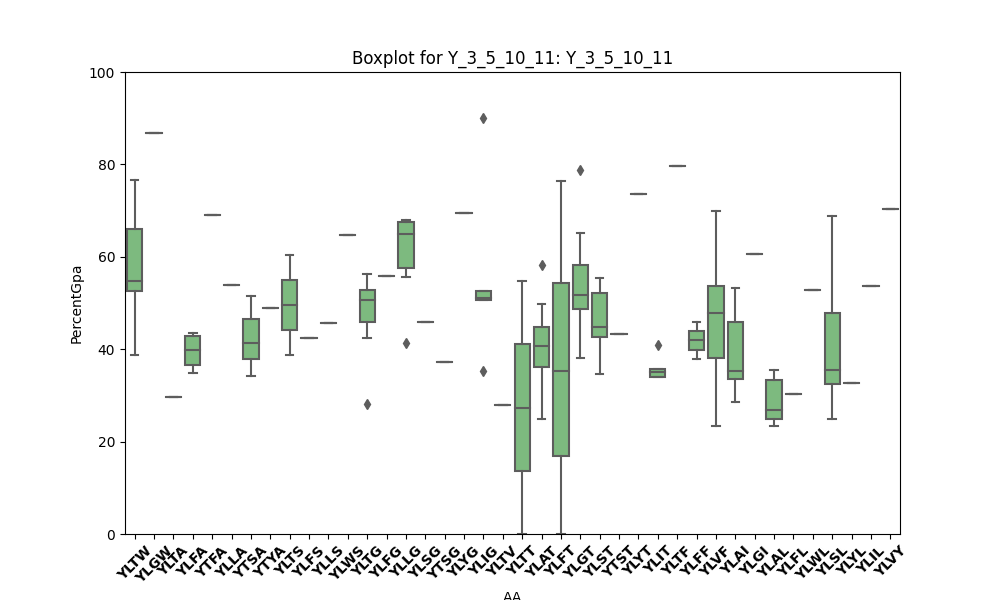 Boxplot for Y_3_5_10_11: Y_3_5_10_11
PercentGpa
100
80
60
40
20
0
YLTW YLGW YLTA YLFA YTFA YLLA YTSA YTYA YLTS YLFS YLLS YLWS YLTG YLFG YLLG YLSG YTSG YLYG YLIG YLTV YLTT YLAT YLFT YLGT YLST YTST YLYT YLIT YLTF YLFF YLVF YLAI YLGI YLAL YLFL YLWL YLSL YLYL YLIL YLVY
AA